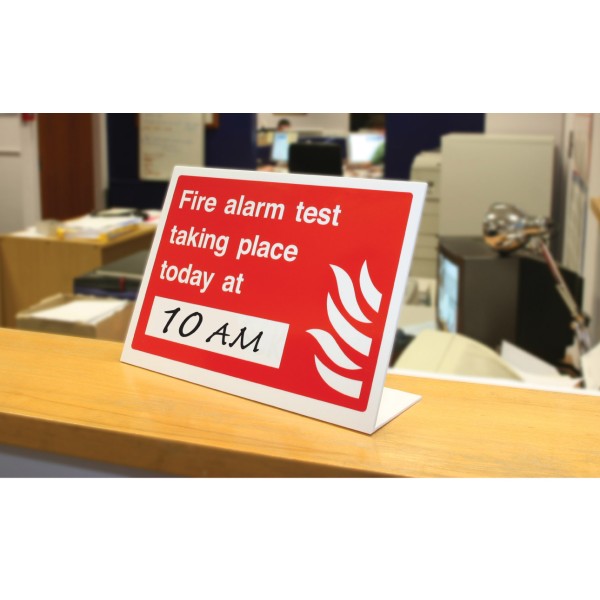 Fire alarm test
taking place
today at
10 AM